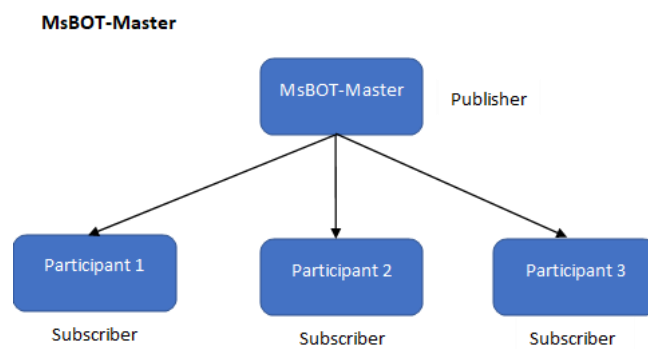 MsBOT-Master
MsBOT-Master
Publisher
Participant 1
Participant 2
Participant 3
Subscriber
Subscriber
Subscriber